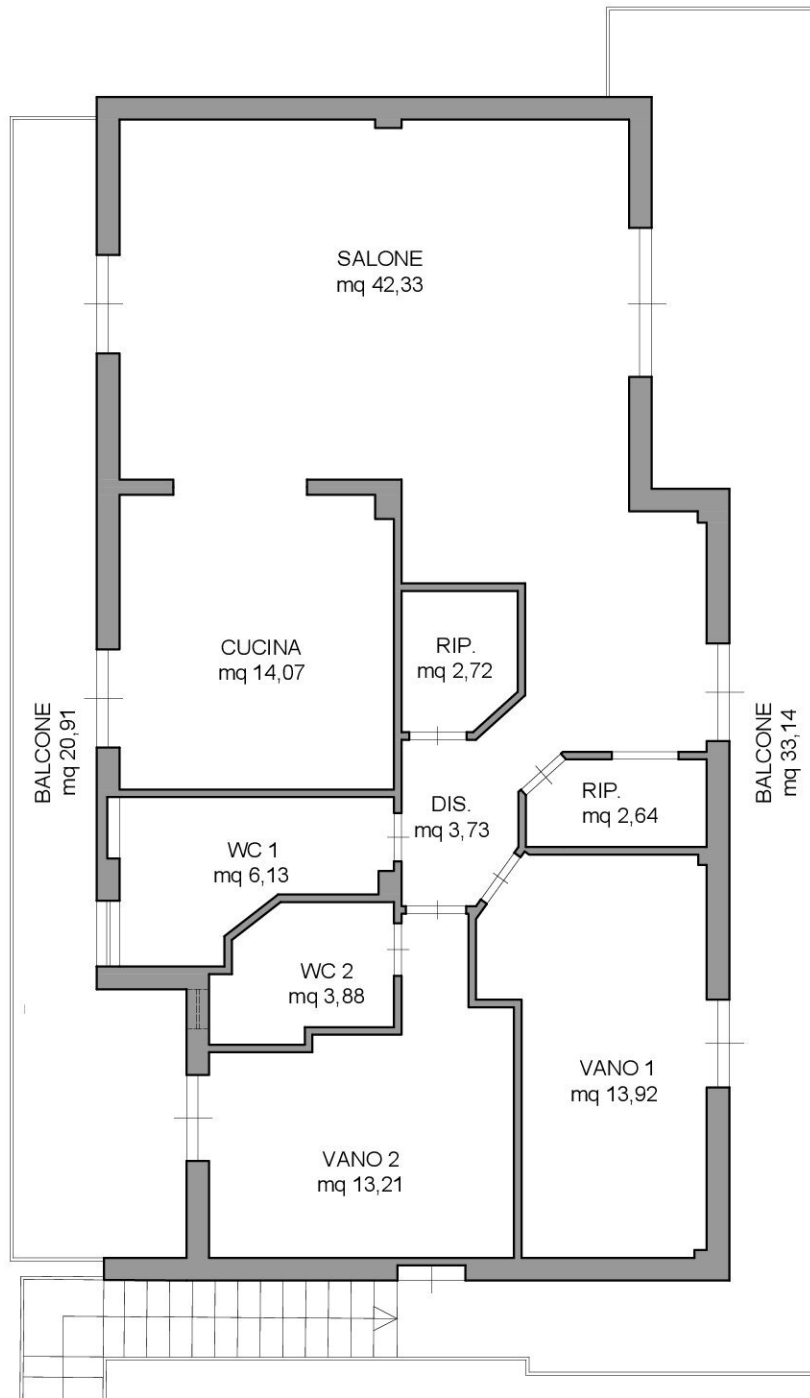 SALONE
mq 42,33
CUCINA
mq 14,07
RIP.
mq 2,72
BALCONE
mq 20,91
BALCONE
mq 33,14
DIS.
mq 3,73
RIP.
mq 2,64
WC 1
mq 6,13
WC 2
mq 3,88
VANO 1
mq 13,92
VANO 2
mq 13,21